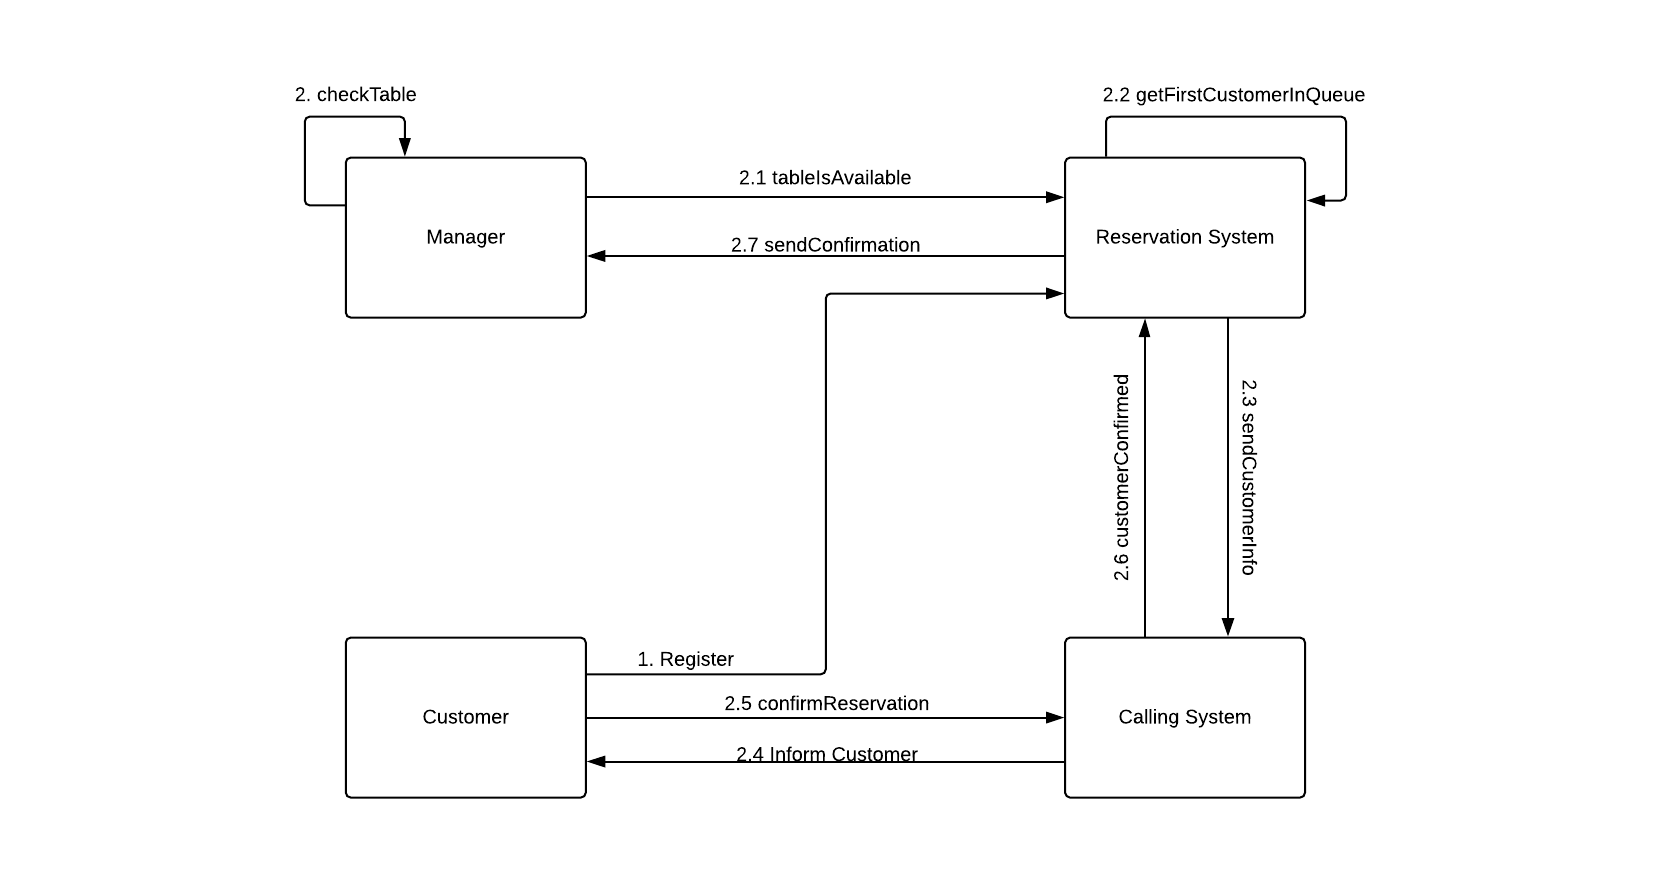 2. checkTable
2.2 getFirstCustomerInQueue
2.1 tableIsAvailable
Manager
2.7 sendConfirmation
Reservation System
2.6 customerConfirmed
2.3 sendCustomerInfo
1. Register
2.5 confirmReservation
Customer
Calling System
2.4 Inform Customer